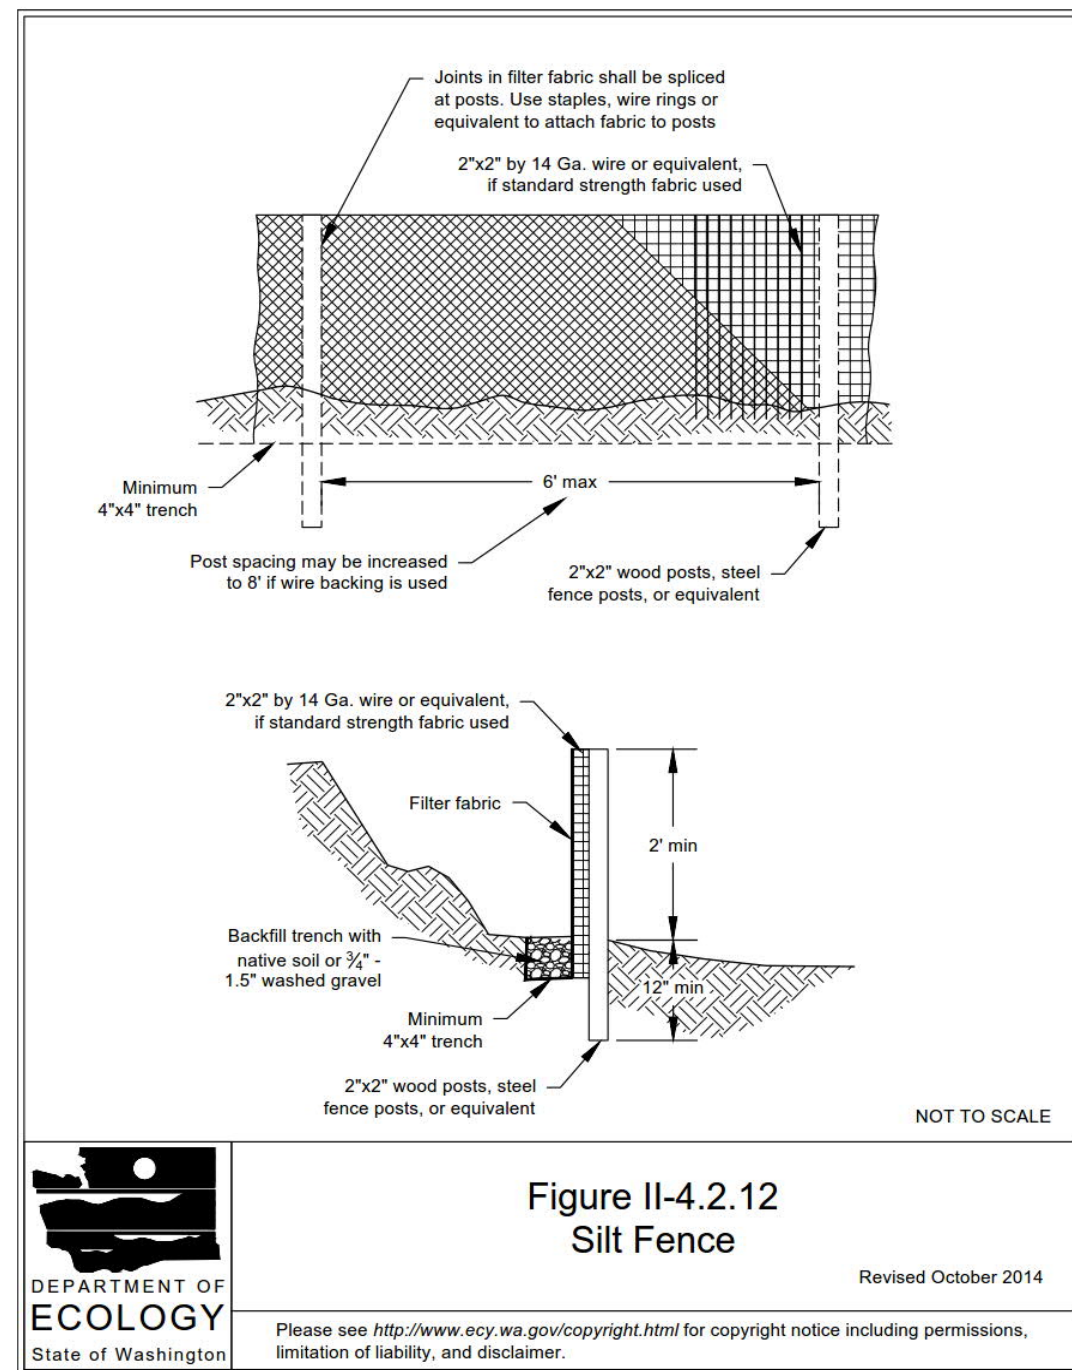 Joints in filter fabric shall be spliced
at posts. Use staples, wire rings or
equivalent to attach fabric to posts
2"x2" by 14 Ga. wire or equivalent,
if standard strength fabric used
Minimum
4"x4" trench
6' max
Post spacing may be increased
to 8' if wire backing is used
2"x2" wood posts, steel
fence posts, or equivalent
2"x2" by 14 Ga. wire or equivalent,
if standard strength fabric used
Filter fabric
2' min
Backfill trench with
native soil or ¾" -
1.5" washed gravel
12" min
Minimum
4"x4" trench
2"x2" wood posts, steel
fence posts, or equivalent
NOT TO SCALE
DEPARTMENT OF
ECOLOGY
State of Washington
Figure II-4.2.12
Silt Fence
Revised October 2014
Please see http://www.ecy.wa.gov/copyright.html for copyright notice including permissions,
limitation of liability, and disclaimer.